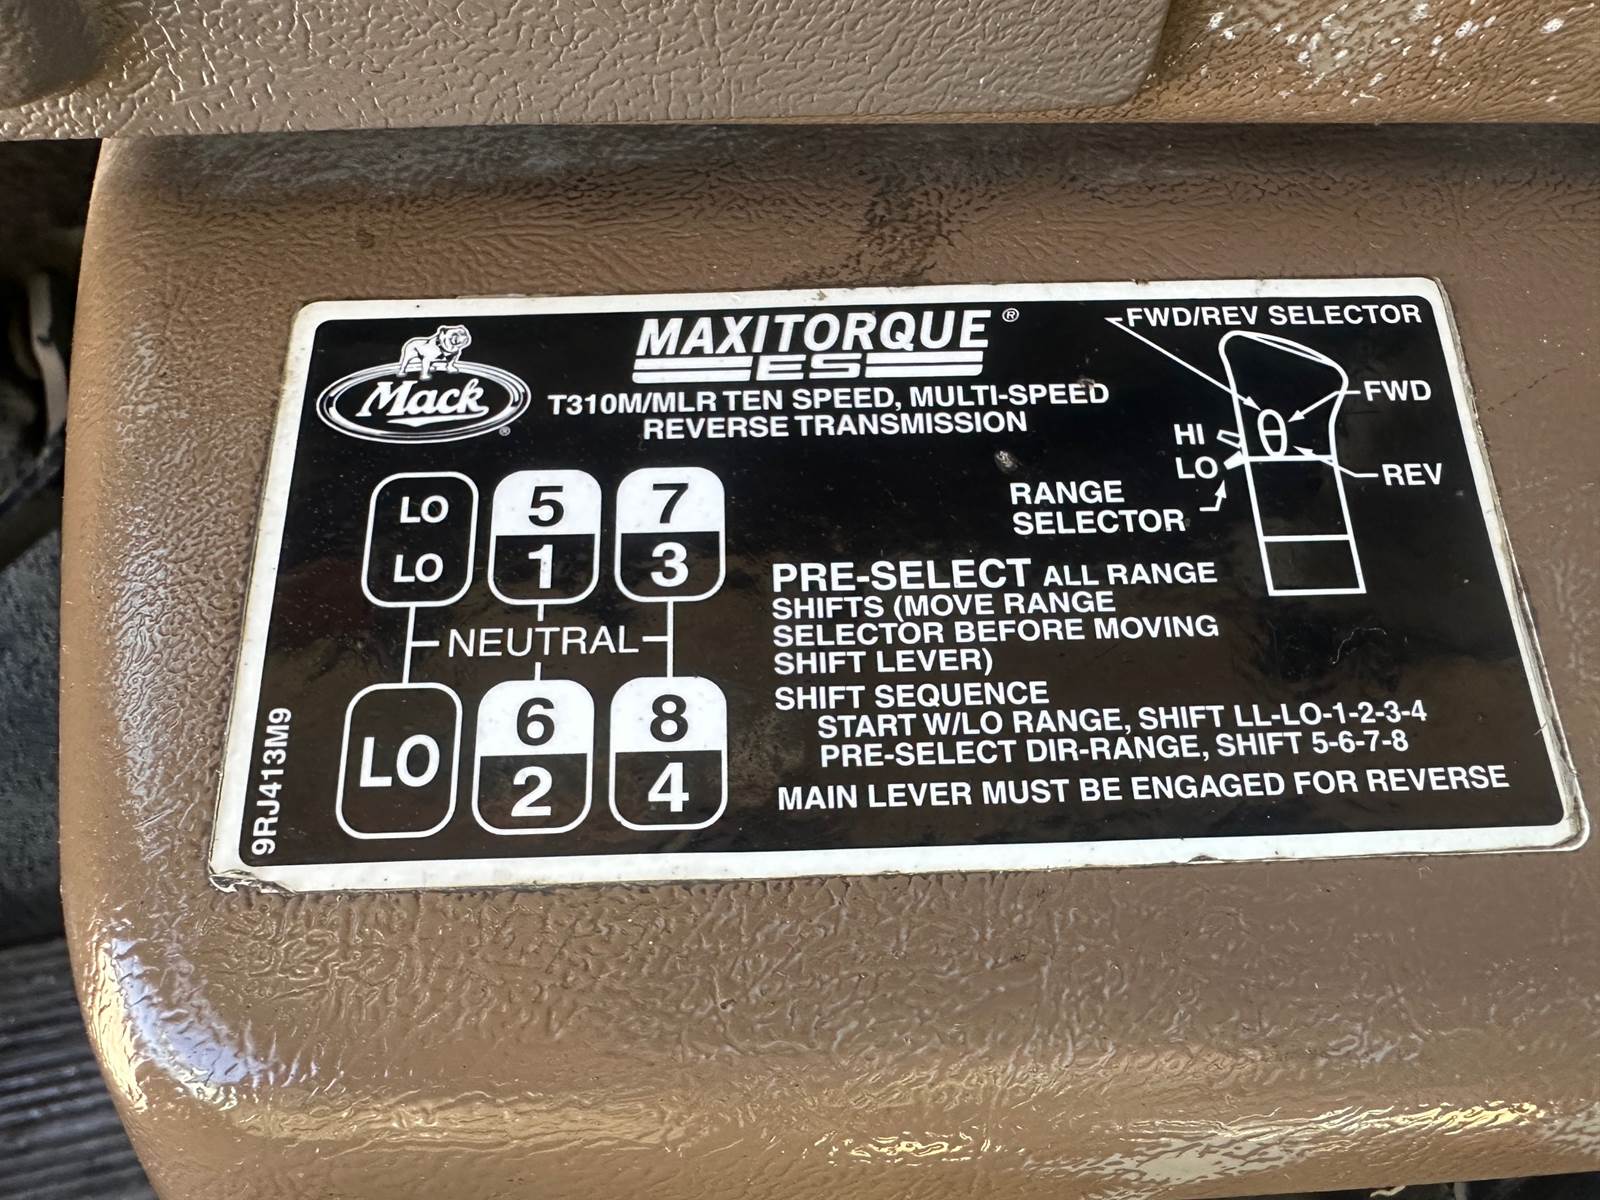 Mack®
MAXITORQUE®
ES
T310M/MLR TEN SPEED, MULTI-SPEED
REVERSE TRANSMISSION
FWD/REV SELECTOR
FWD
HI
LO
REV
RANGE
SELECTOR
LO
LO
5
1
7
3
NEUTRAL
LO
6
2
8
4
PRE-SELECT ALL RANGE
SHIFTS (MOVE RANGE
SELECTOR BEFORE MOVING
SHIFT LEVER)
SHIFT SEQUENCE
START W/LO RANGE, SHIFT LL-LO-1-2-3-4
PRE-SELECT DIR-RANGE, SHIFT 5-6-7-8
MAIN LEVER MUST BE ENGAGED FOR REVERSE
9RJ413M9